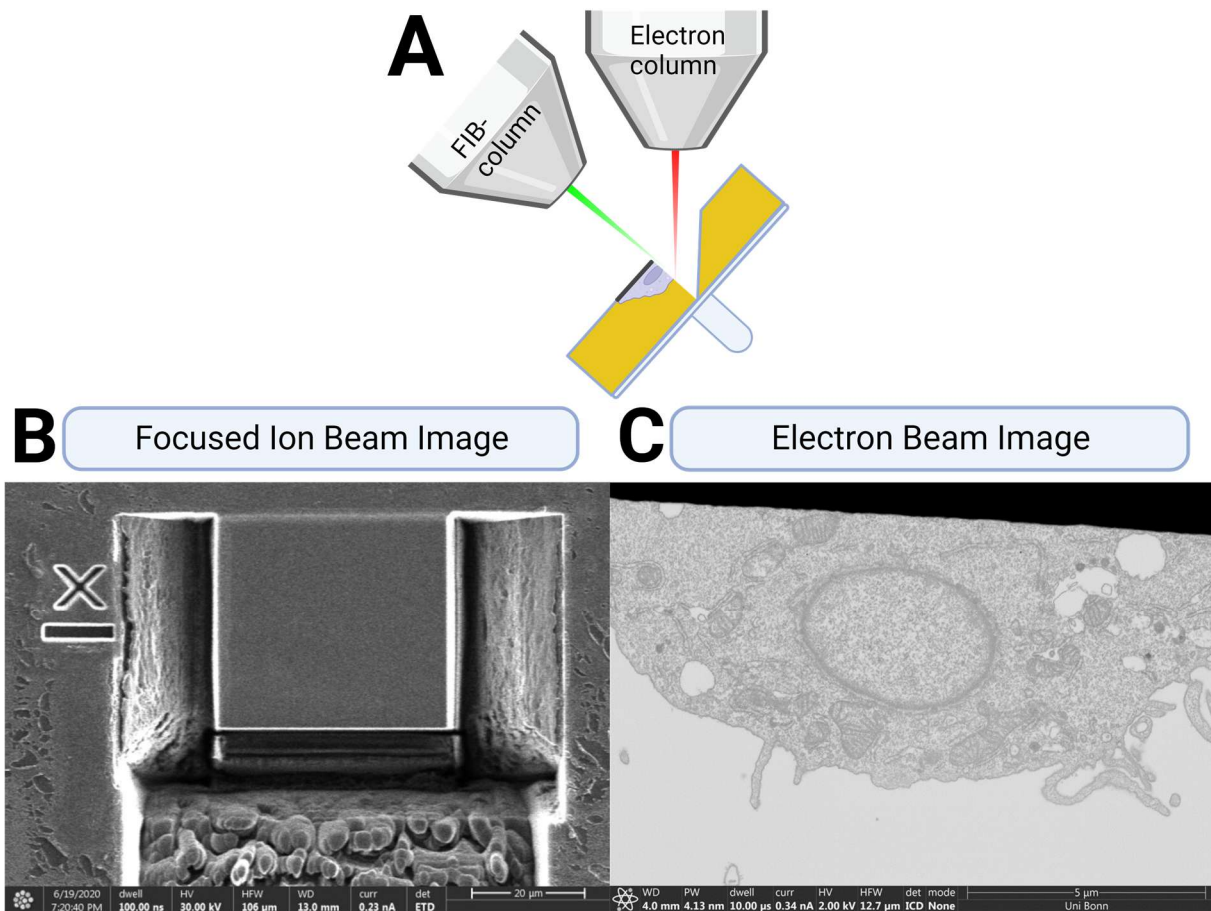 A
FIB-
column
Electron
column
B
Focused Ion Beam Image
C
Electron Beam Image
X
6/19/2020 dwell HV HFW WD curr det
7:20:40 PM 100.00 ns 30.00 kV 106 µm 13.0 mm 0.23 nA ETD
20 µm
WD PW dwell curr HV HFW det mode
4.0 mm 4.13 nm 10.00 µs 0.34 nA 2.00 kV 12.7 µm ICD None
5 µm
Uni Bonn